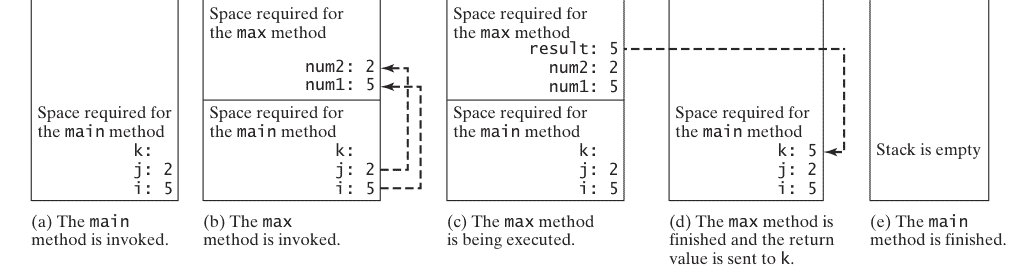 Space required for
the main method
k:
j: 2
i: 5
(a) The main
method is invoked.
Space required for
the max method
num2: 2
num1: 5
Space required for
the main method
k:
j: 2
i: 5
(b) The max
method is invoked.
Space required for
the max method
result: 5
num2: 2
num1: 5
Space required for
the main method
k:
j: 2
i: 5
(c) The max method
is being executed.
Space required for
the main method
k: 5
j: 2
i: 5
(d) The max method is
finished and the return
value is sent to k.
Stack is empty
(e) The main
method is finished.